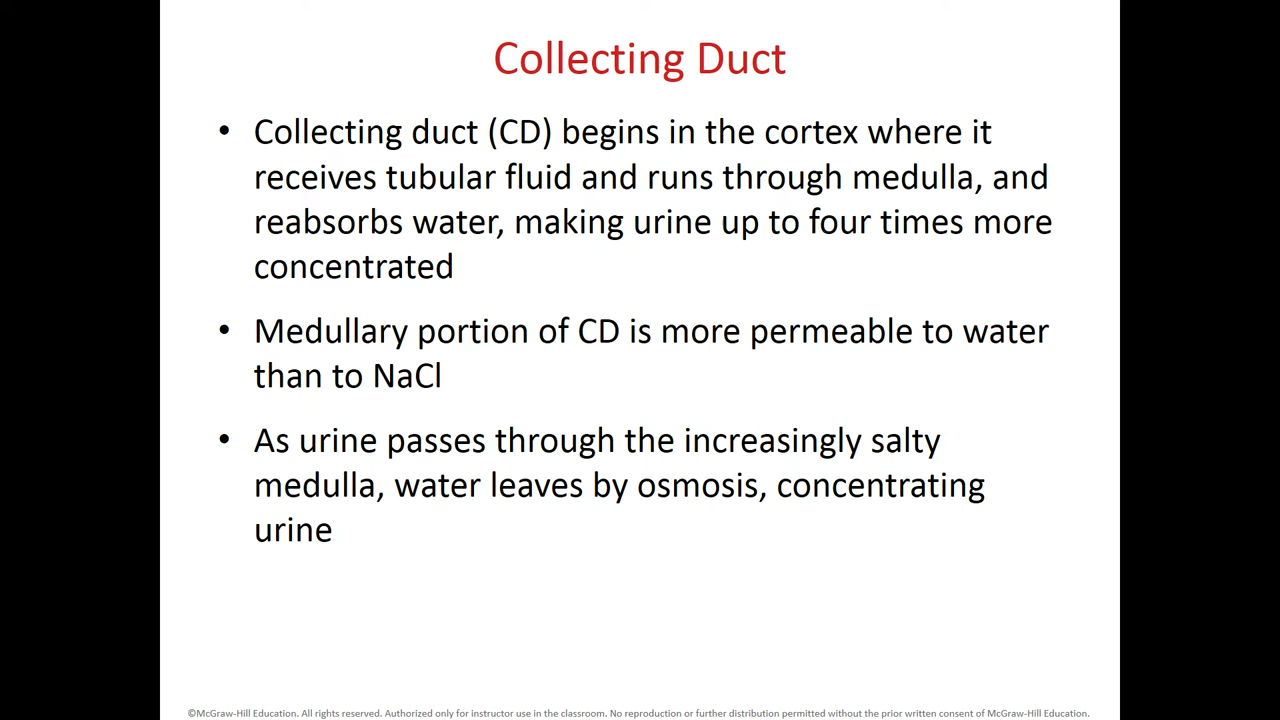 Collecting Duct
• Collecting duct (CD) begins in the cortex where it
receives tubular fluid and runs through medulla, and
reabsorbs water, making urine up to four times more
concentrated
• Medullary portion of CD is more permeable to water
than to NaCl
• As urine passes through the increasingly salty
medulla, water leaves by osmosis, concentrating
urine
©McGraw-Hill Education. All rights reserved. Authorized only for instructor use in the classroom. No reproduction or further distribution permitted without the prior written consent of McGraw-Hill Education.